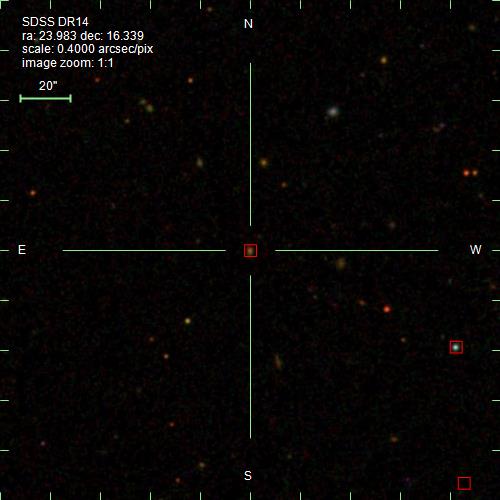 SDSS DR14
ra: 23.983 dec: 16.339
scale: 0.4000 arcsec/pix
image zoom: 1:1
20"
N
E
W
S